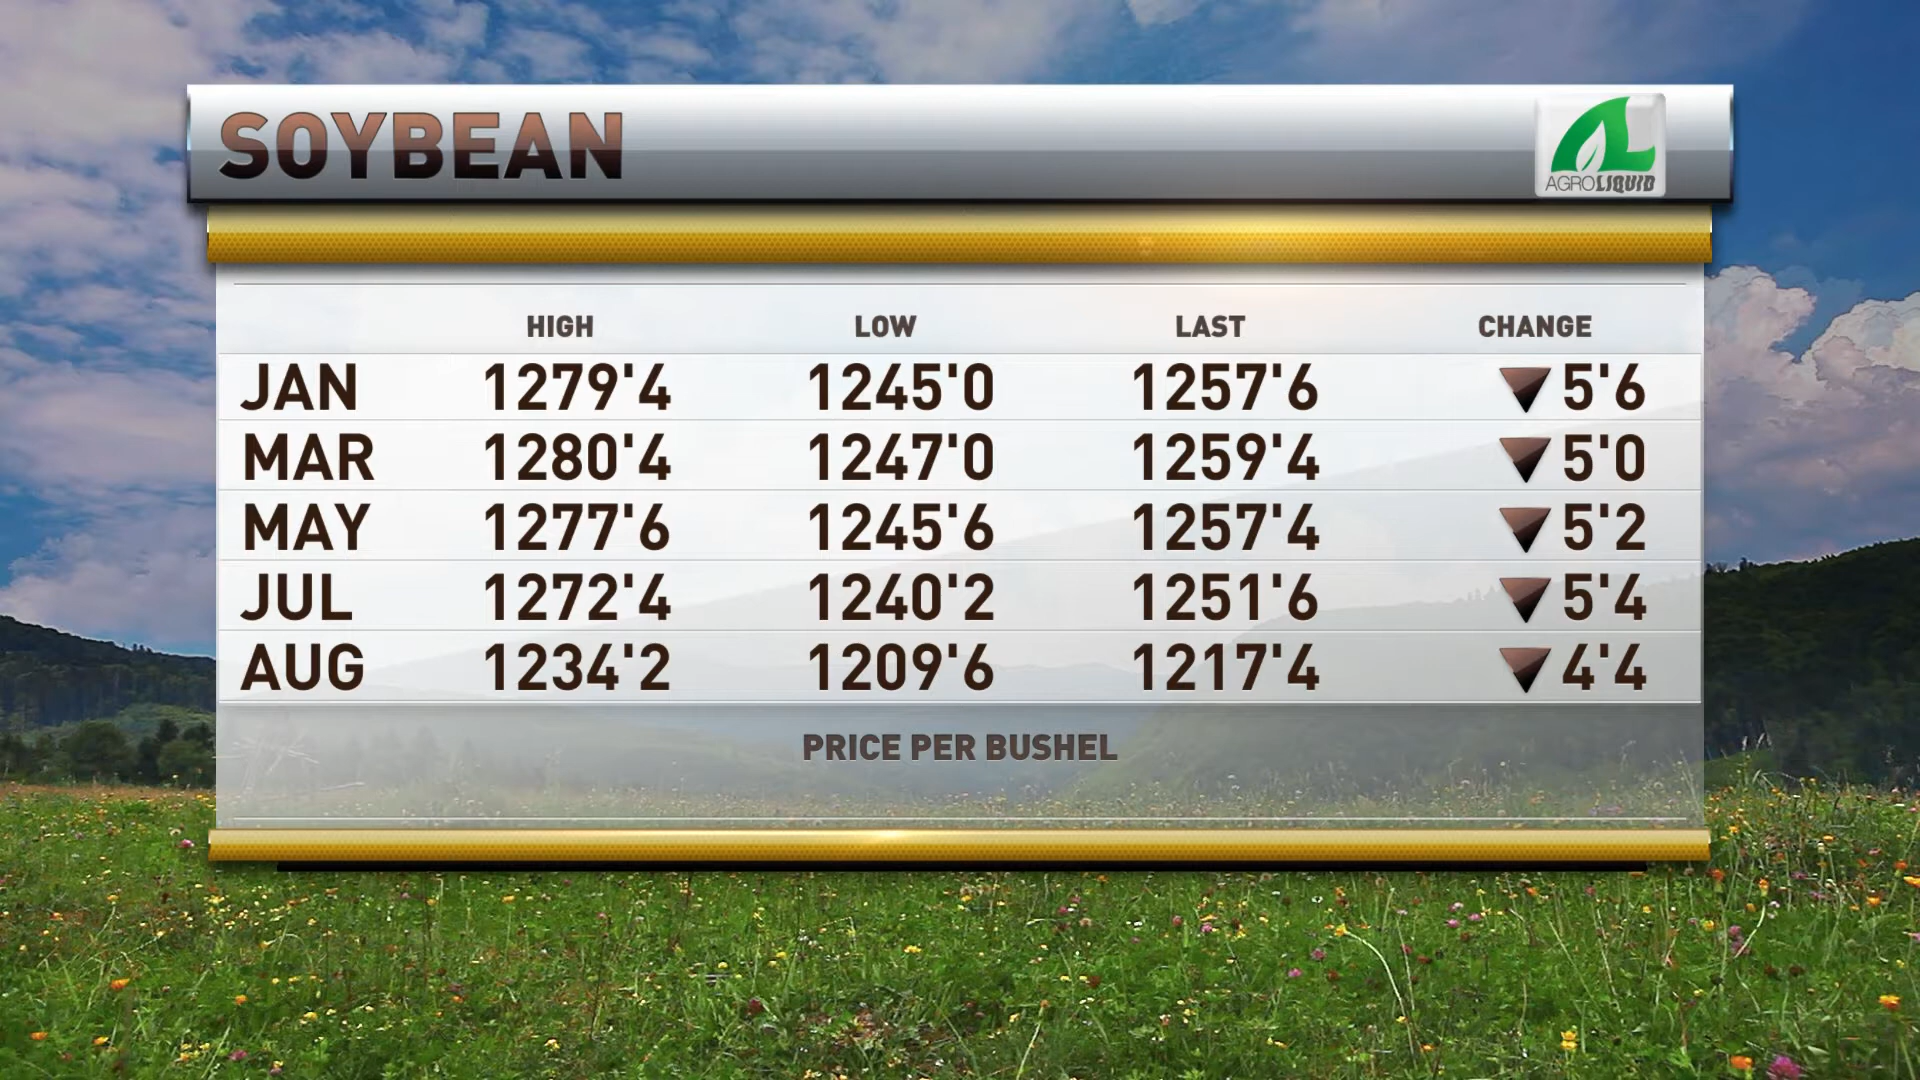 SOYBEAN
AGROLIQUID
HIGH LOW LAST CHANGE
JAN 1279'4 1245'0 1257'6 ▼ 5'6
MAR 1280'4 1247'0 1259'4 ▼ 5'0
MAY 1277'6 1245'6 1257'4 ▼ 5'2
JUL 1272'4 1240'2 1251'6 ▼ 5'4
AUG 1234'2 1209'6 1217'4 ▼ 4'4
PRICE PER BUSHEL